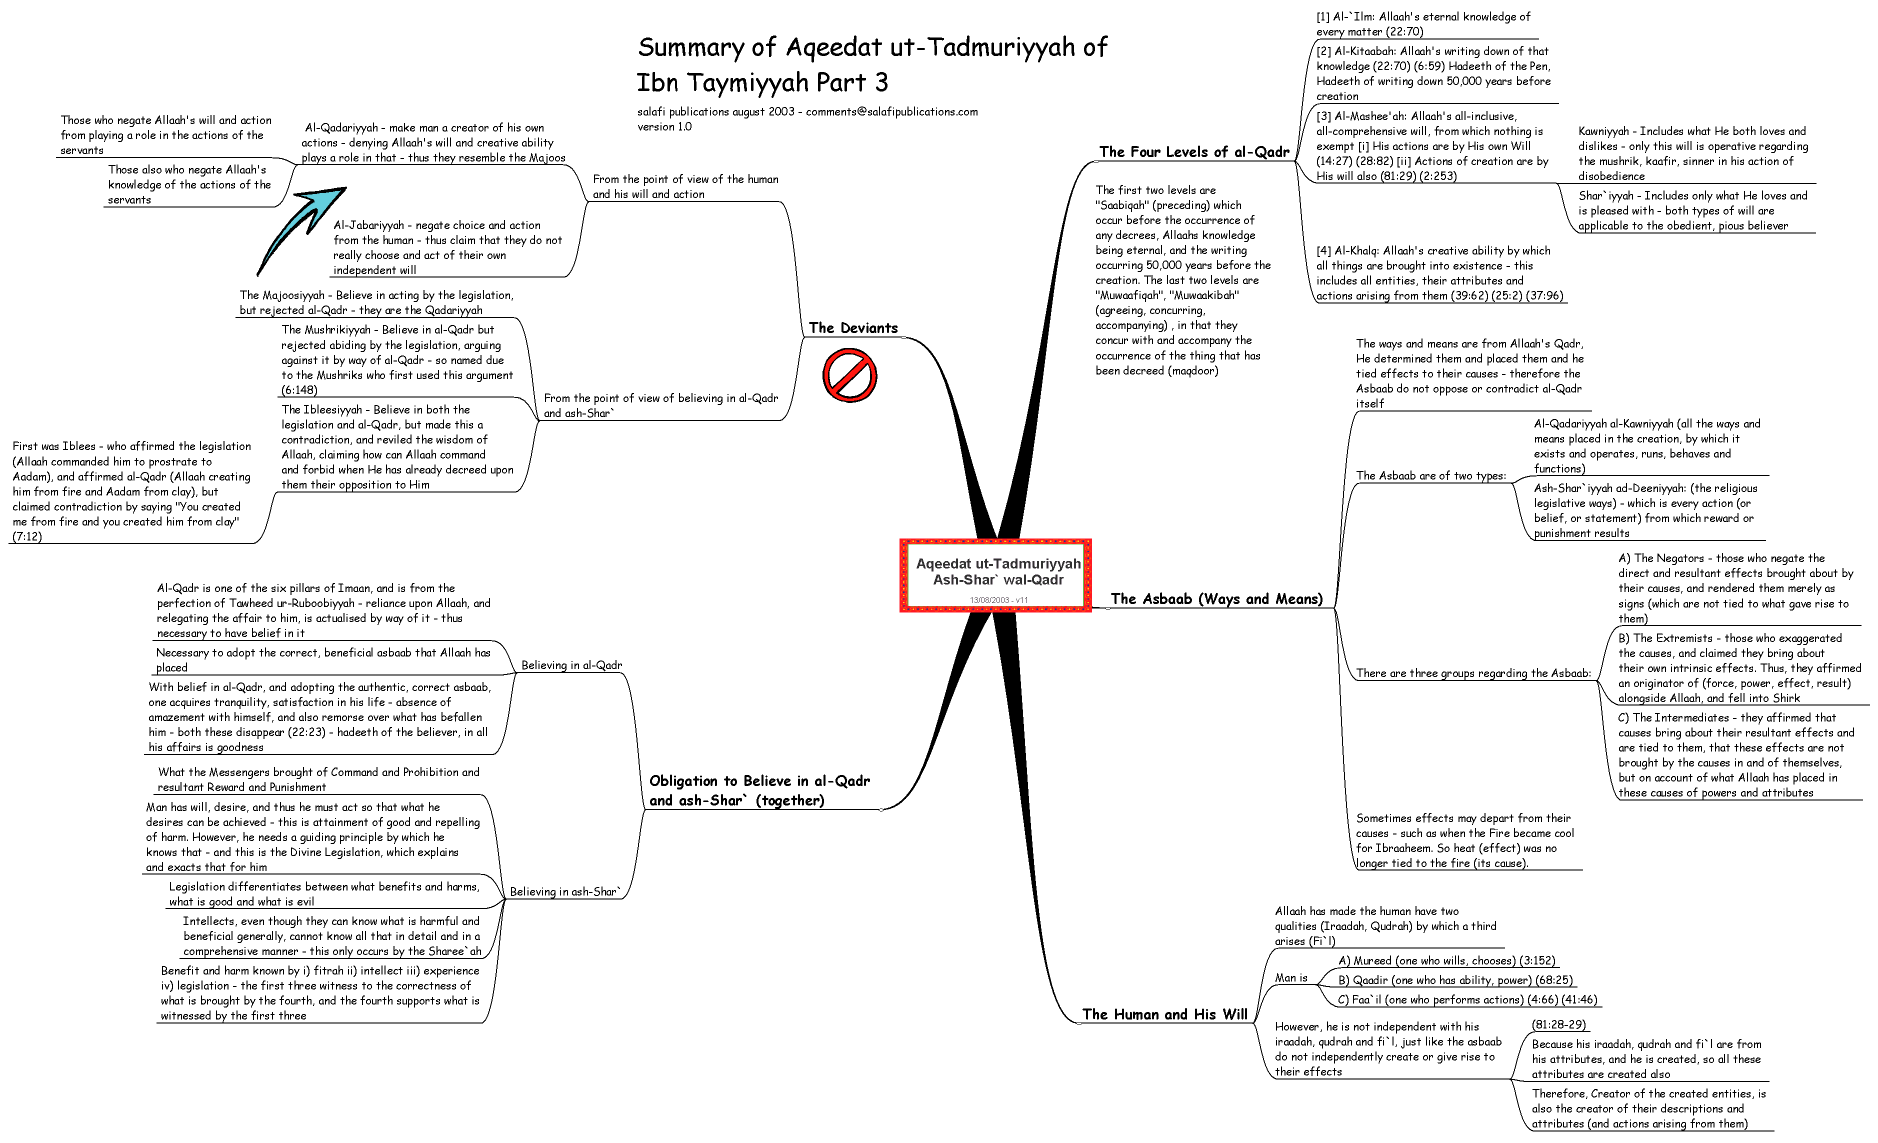 Summary of Aqeedat ut-Tadmuriyyah of
Ibn Taymiyyah Part 3
salafi publications august 2003 - comments@salafipublications.com
version 1.0
Aqeedat ut-Tadmuriyyah
Ash-Shar` wal-Qadr
13/08/2003 - v11
The Four Levels of al-Qadr
[1] Al-`Ilm: Allaah's eternal knowledge of
every matter (22:70)
[2] Al-Kitaabah: Allaah's writing down of that
knowledge (22:70) (6:59) Hadeeth of the Pen,
Hadeeth of writing down 50,000 years before
creation
[3] Al-Mashee'ah: Allaah's all-inclusive,
all-comprehensive will, from which nothing is
exempt [i] His actions are by His own Will
(14:27) (28:82) [ii] Actions of creation are by
His will also (81:29) (2:253)
Kawniyyah - Includes what He both loves and
dislikes - only this will is operative regarding
the mushrik, kaafir, sinner in his action of
disobedience
Shar`iyyah - Includes only what He loves and
is pleased with - both types of will are
applicable to the obedient, pious believer
[4] Al-Khalq: Allaah's creative ability by which
all things are brought into existence - this
includes all entities, their attributes and
actions arising from them (39:62) (25:2) (37:96)
The first two levels are
"Saabiqah" (preceding) which
occur before the occurrence of
any decrees, Allaahs knowledge
being eternal, and the writing
occurring 50,000 years before the
creation. The last two levels are
"Muwaafiqah", "Muwaakibah"
(agreeing, concurring,
accompanying) , in that they
concur with and accompany the
occurrence of the thing that has
been decreed (maqdoor)
The Asbaab (Ways and Means)
The ways and means are from Allaah's Qadr,
He determined them and placed them and he
tied effects to their causes - therefore the
Asbaab do not oppose or contradict al-Qadr
itself
The Asbaab are of two types:
Al-Qadariyyah al-Kawniyyah (all the ways and
means placed in the creation, by which it
exists and operates, runs, behaves and
functions)
Ash-Shar`iyyah ad-Deeniyyah: (the religious
legislative ways) - which is every action (or
belief, or statement) from which reward or
punishment results
There are three groups regarding the Asbaab:
A) The Negators - those who negate the
direct and resultant effects brought about by
their causes, and rendered them merely as
signs (which are not tied to what gave rise to
them)
B) The Extremists - those who exaggerated
the causes, and claimed they bring about
their own intrinsic effects. Thus, they affirmed
an originator of (force, power, effect, result)
alongside Allaah, and fell into Shirk
C) The Intermediates - they affirmed that
causes bring about their resultant effects and
are tied to them, that these effects are not
brought by the causes in and of themselves,
but on account of what Allaah has placed in
these causes of powers and attributes
Sometimes effects may depart from their
causes - such as when the Fire became cool
for Ibraaheem. So heat (effect) was no
longer tied to the fire (its cause).
The Human and His Will
Allaah has made the human have two
qualities (Iraadah, Qudrah) by which a third
arises (Fi`l)
Man is
A) Mureed (one who wills, chooses) (3:152)
B) Qaadir (one who has ability, power) (68:25)
C) Faa`il (one who performs actions) (4:66) (41:46)
However, he is not independent with his
iraadah, qudrah and fi`l, just like the asbaab
do not independently create or give rise to
their effects
(81:28-29)
Because his iraadah, qudrah and fi`l are from
his attributes, and he is created, so all these
attributes are created also
Therefore, Creator of the created entities, is
also the creator of their descriptions and
attributes (and actions arising from them)
The Deviants
From the point of view of the human
and his will and action
Al-Qadariyyah - make man a creator of his own
actions - denying Allaah's will and creative ability
plays a role in that - thus they resemble the Majoos
Those who negate Allaah's will and action
from playing a role in the actions of the
servants
Those also who negate Allaah's
knowledge of the actions of the
servants
Al-Jabariyyah - negate choice and action
from the human - thus claim that they do not
really choose and act of their own
independent will
From the point of view of believing in al-Qadr
and ash-Shar`
The Majoosiyyah - Believe in acting by the legislation,
but rejected al-Qadr - they are the Qadariyyah
The Mushrikiyyah - Believe in al-Qadr but
rejected abiding by the legislation, arguing
against it by way of al-Qadr - so named due
to the Mushriks who first used this argument
(6:148)
The Ibleesiyyah - Believe in both the
legislation and al-Qadr, but made this a
contradiction, and reviled the wisdom of
Allaah, claiming how can Allaah command
and forbid when He has already decreed upon
them their opposition to Him
First was Iblees - who affirmed the legislation
(Allaah commanded him to prostrate to
Aadam), and affirmed al-Qadr (Allaah creating
him from fire and Aadam from clay), but
claimed contradiction by saying "You created
me from fire and you created him from clay"
(7:12)
Obligation to Believe in al-Qadr
and ash-Shar` (together)
Believing in al-Qadr
Al-Qadr is one of the six pillars of Imaan, and is from the
perfection of Tawheed ur-Ruboobiyyah - reliance upon Allaah, and
relegating the affair to him, is actualised by way of it - thus
necessary to have belief in it
Necessary to adopt the correct, beneficial asbaab that Allaah has
placed
With belief in al-Qadr, and adopting the authentic, correct asbaab,
one acquires tranquility, satisfaction in his life - absence of
amazement with himself, and also remorse over what has befallen
him - both these disappear (22:23) - hadeeth of the believer, in all
his affairs is goodness
Believing in ash-Shar`
What the Messengers brought of Command and Prohibition and
resultant Reward and Punishment
Man has will, desire, and thus he must act so that what he
desires can be achieved - this is attainment of good and repelling
of harm. However, he needs a guiding principle by which he
knows that - and this is the Divine Legislation, which explains
and exacts that for him
Legislation differentiates between what benefits and harms,
what is good and what is evil
Intellects, even though they can know what is harmful and
beneficial generally, cannot know all that in detail and in a
comprehensive manner - this only occurs by the Sharee`ah
Benefit and harm known by i) fitrah ii) intellect iii) experience
iv) legislation - the first three witness to the correctness of
what is brought by the fourth, and the fourth supports what is
witnessed by the first three